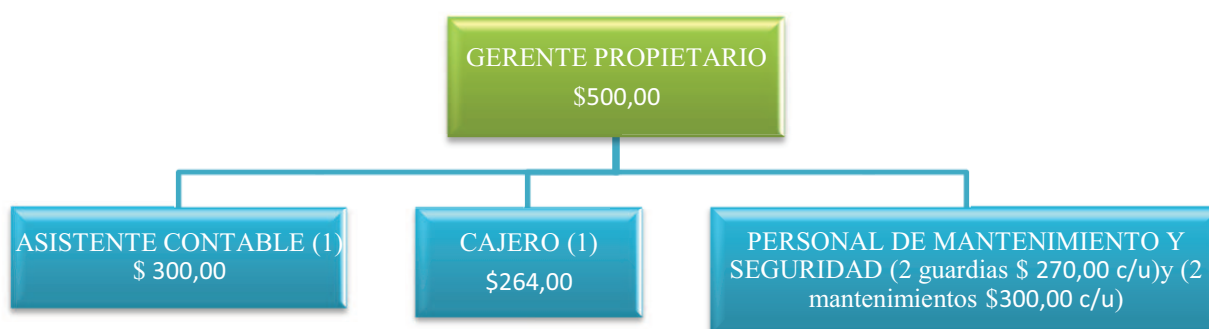 GERENTE PROPIETARIO
$500,00
ASISTENTE CONTABLE (1)
$ 300,00
CAJERO (1)
$264,00
PERSONAL DE MANTENIMIENTO Y
SEGURIDAD (2 guardias $ 270,00 c/u)y (2
mantenimientos $300,00 c/u)